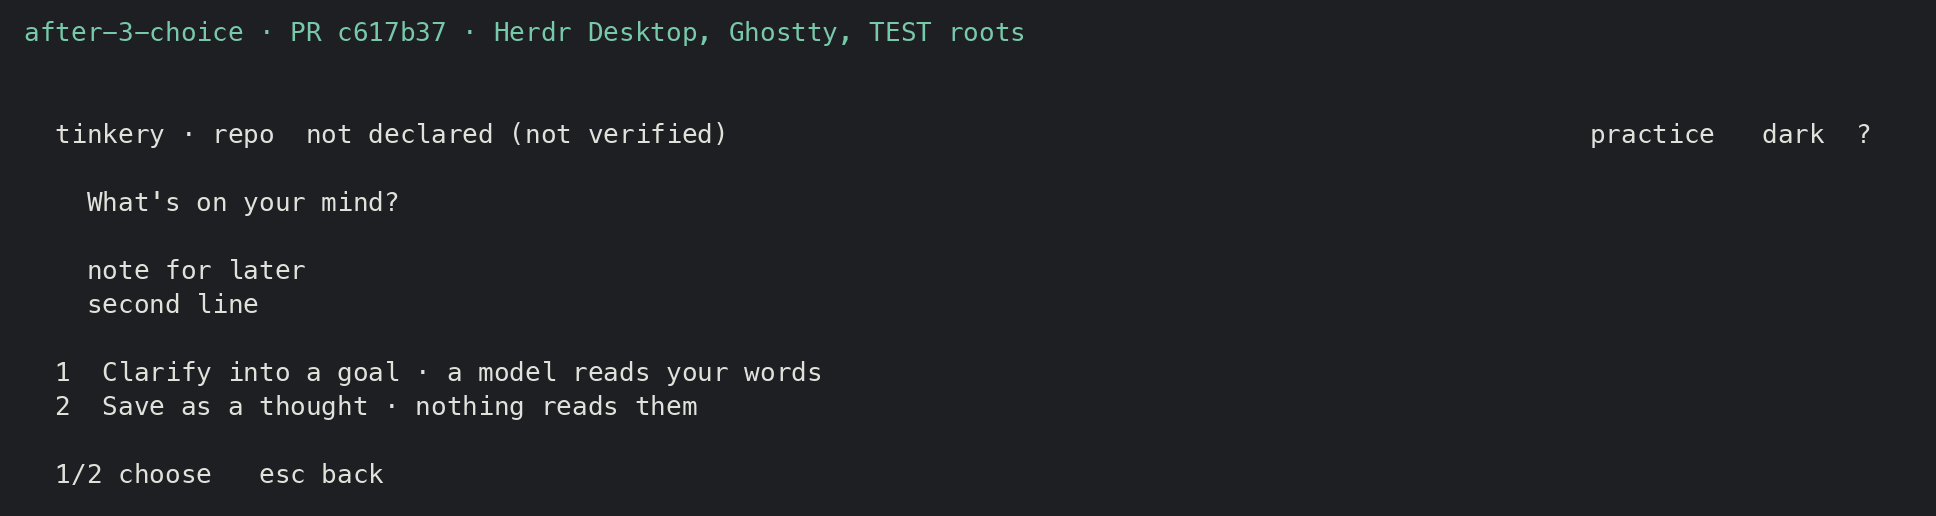 after−3−choice · PR c617b37 · Herdr Desktop, Ghostty, TEST roots
tinkery · repo  not declared (not verified)   practice   dark  ?
What's on your mind?
note for later
second line
1  Clarify into a goal · a model reads your words
2  Save as a thought · nothing reads them
1/2 choose   esc back